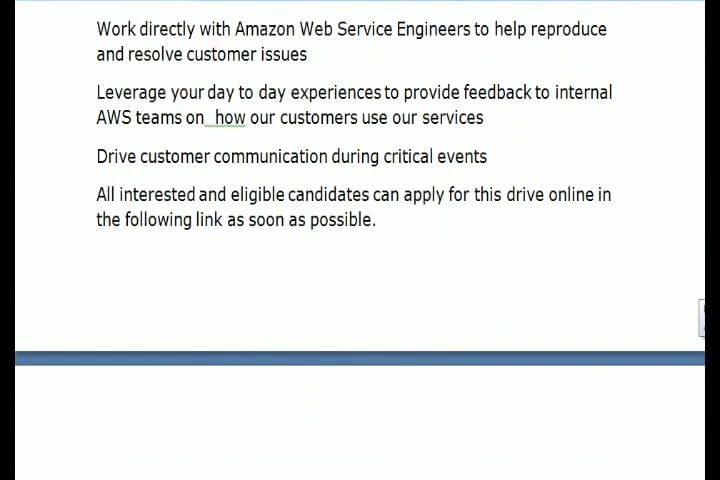 Work directly with Amazon Web Service Engineers to help reproduce
and resolve customer issues
Leverage your day to day experiences to provide feedback to internal
AWS teams on  how our customers use our services
Drive customer communication during critical events
All interested and eligible candidates can apply for this drive online in
the following link as soon as possible.